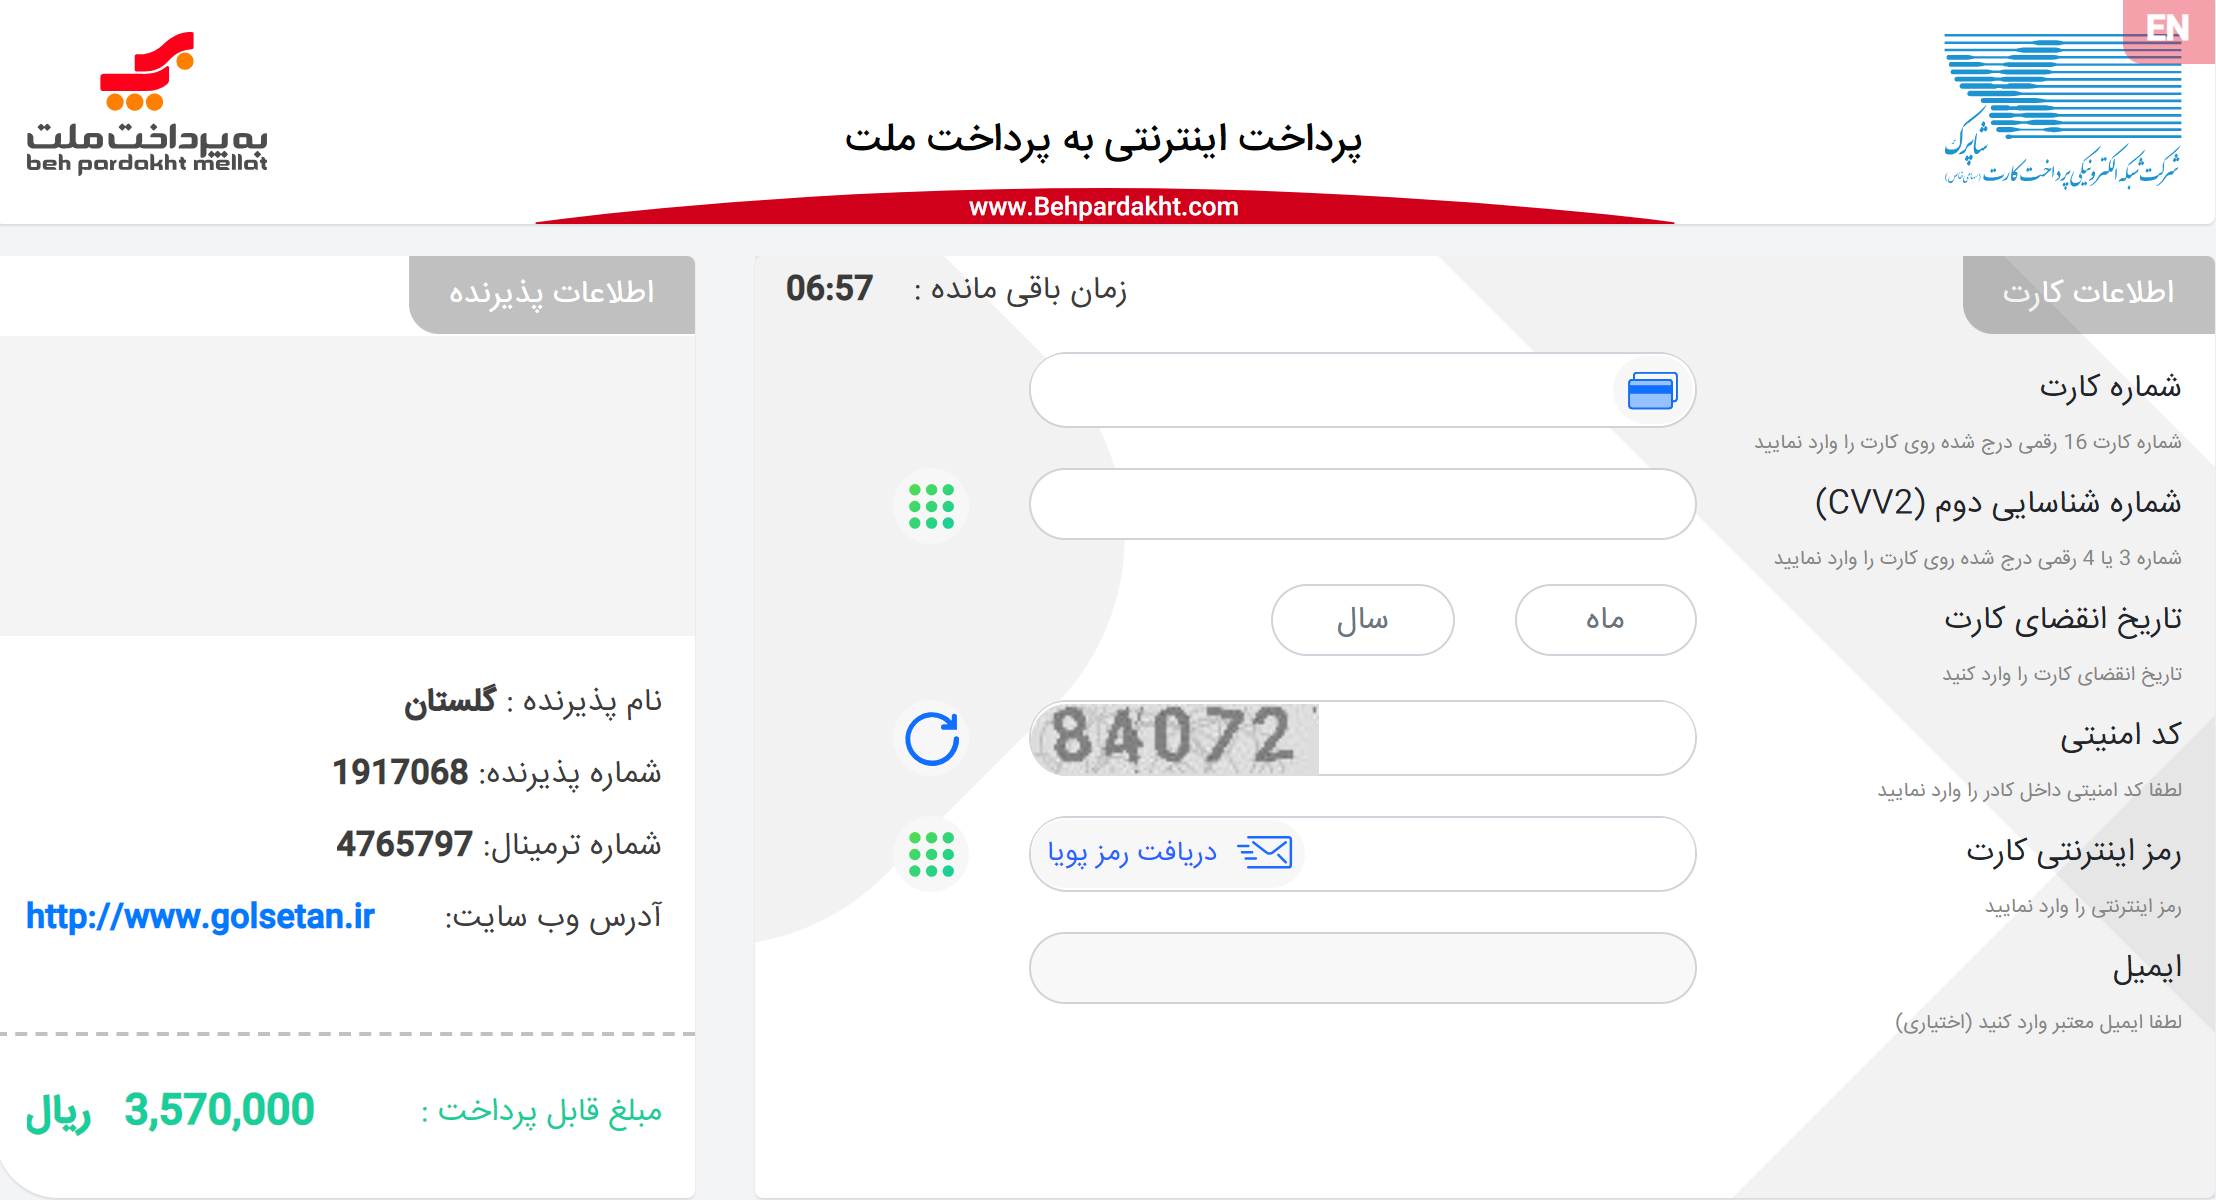 EN
شاپرک
شرکت شبکه الکترونیکی پرداخت کارت (سهامی خاص)
پرداخت اینترنتی به پرداخت ملت
www.Behpardakht.com
به پرداخت ملت
beh pardakht mellat
اطلاعات کارت
زمان باقی مانده : 06:57
شماره کارت
شماره کارت 16 رقمی درج شده روی کارت را وارد نمایید
شماره شناسایی دوم (CVV2)
شماره 3 یا 4 رقمی درج شده روی کارت را وارد نمایید
تاریخ انقضای کارت
ماه
سال
تاریخ انقضای کارت را وارد کنید
کد امنیتی
84072
لطفا کد امنیتی داخل کادر را وارد نمایید
رمز اینترنتی کارت
دریافت رمز پویا
رمز اینترنتی را وارد نمایید
ایمیل
لطفا ایمیل معتبر وارد کنید (اختیاری)
اطلاعات پذیرنده
نام پذیرنده : گلستان
شماره پذیرنده: 1917068
شماره ترمینال: 4765797
آدرس وب سایت: http://www.golsetan.ir
مبلغ قابل پرداخت : 3,570,000 ریال